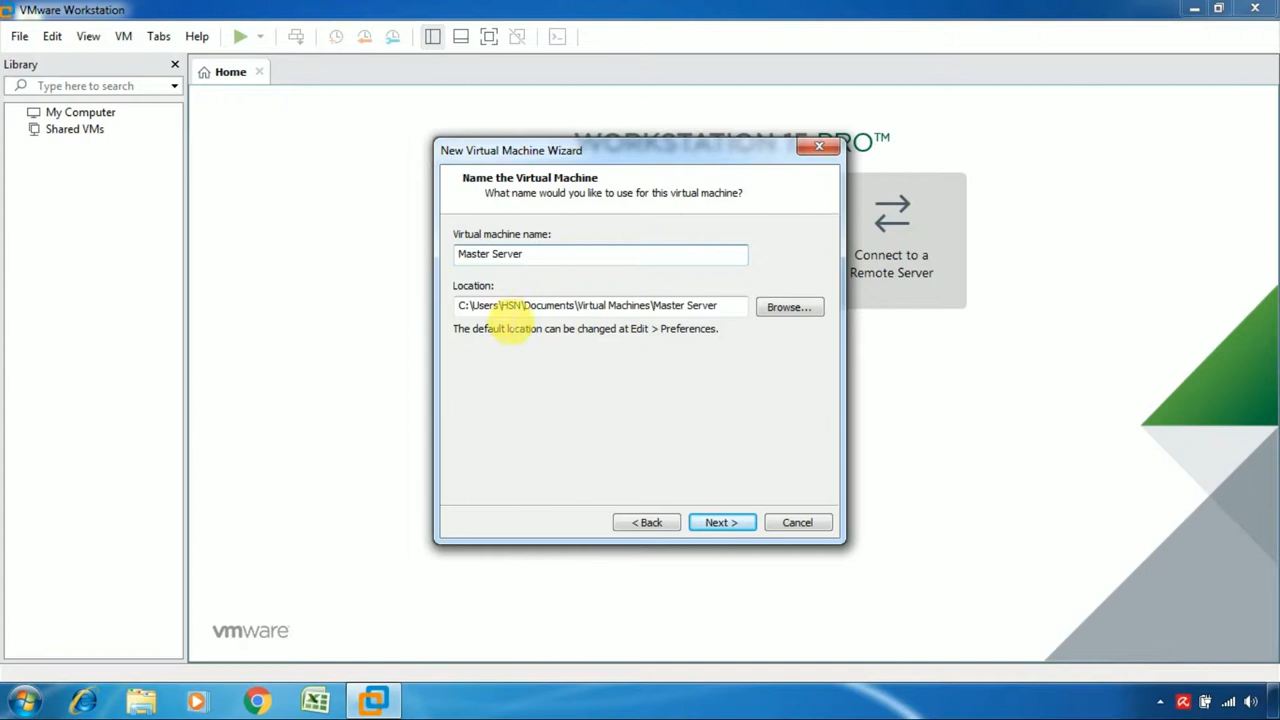 VMware Workstation
File Edit View VM Tabs Help
Library
Type here to search
Home
My Computer
Shared VMs
WORKSTATION 15 PRO™
New Virtual Machine Wizard
Name the Virtual Machine
What name would you like to use for this virtual machine?
Virtual machine name:
Master Server
Location:
C:\Users\HSN\Documents\Virtual Machines\Master Server
Browse...
The default location can be changed at Edit > Preferences.
Connect to a
Remote Server
< Back Next > Cancel
vmware